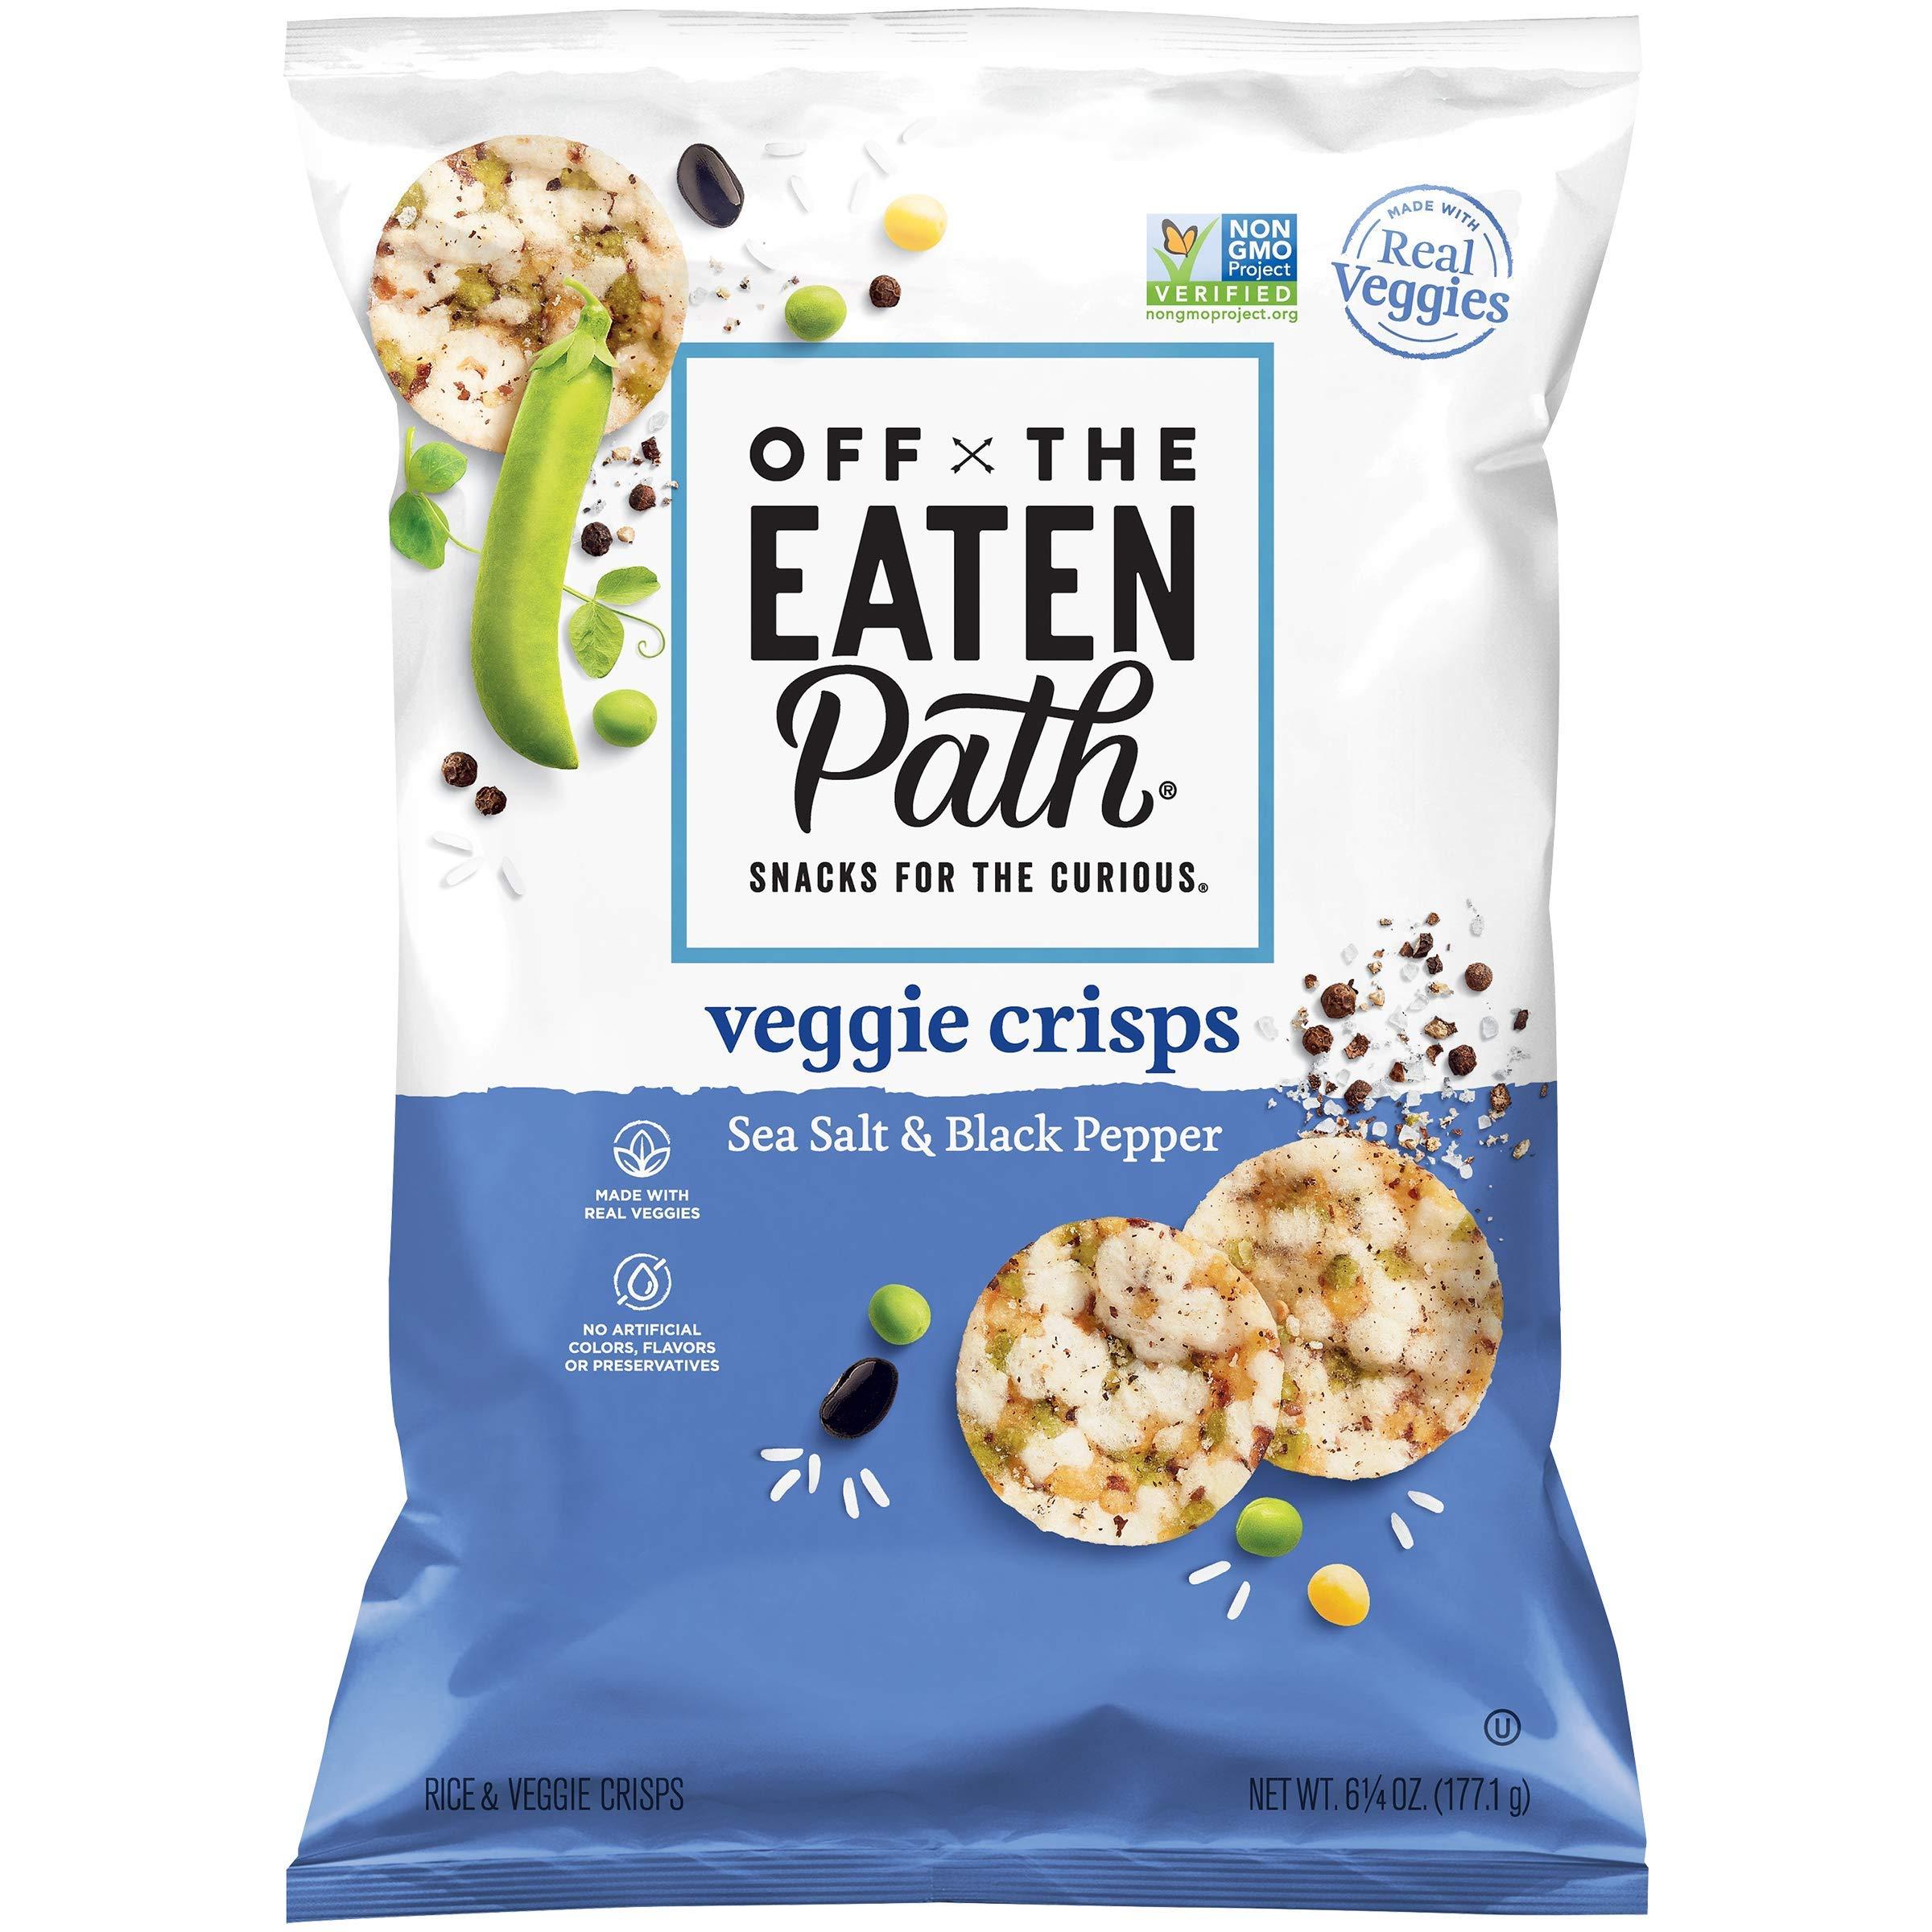 NON
GMO
Project
VERIFIED
nongmoproject.org
MADE WITH
Real
Veggies
OFF THE
EATEN
Path®
SNACKS FOR THE CURIOUS®
veggie crisps
Sea Salt & Black Pepper
MADE WITH
REAL VEGGIES
NO ARTIFICIAL
COLORS, FLAVORS
OR PRESERVATIVES
U
RICE & VEGGIE CRISPS
NET WT. 6¼ OZ. (177.1 g)